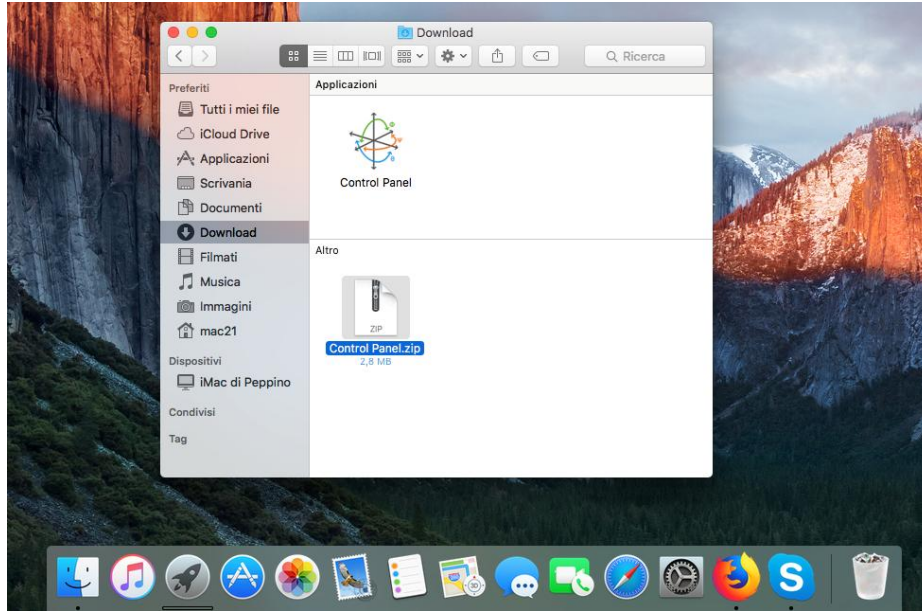 Download
Ricerca
Preferiti
Tutti i miei file
iCloud Drive
Applicazioni
Scrivania
Documenti
Download
Filmati
Musica
Immagini
mac21
Dispositivi
iMac di Peppino
Condivisi
Tag
Applicazioni
Control Panel
Altro
ZIP
Control Panel.zip
2,8 MB
3D
S